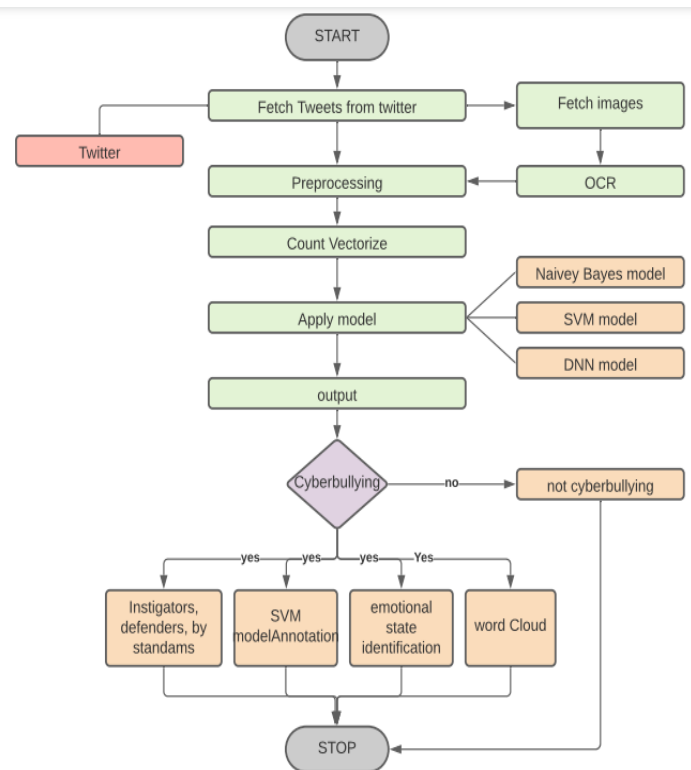 START
Fetch Tweets from twitter
Fetch images
Twitter
Preprocessing
OCR
Count Vectorize
Naivey Bayes model
Apply model
SVM model
DNN model
output
Cyberbullying
no
not cyberbullying
yes
yes
yes
Yes
Instigators,
defenders, by
standams
SVM
modelAnnotation
emotional
state
identification
word Cloud
STOP